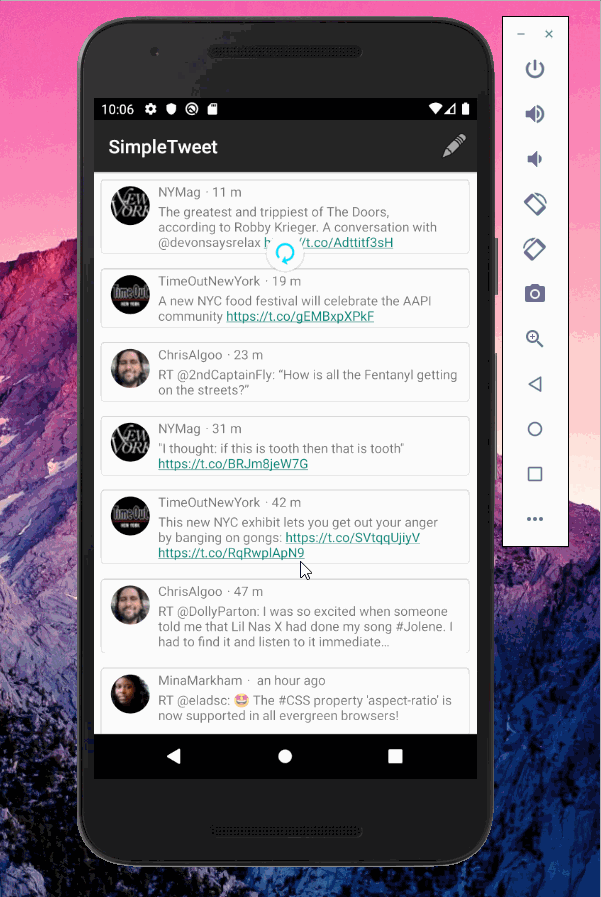 10:06
SimpleTweet
NYMag · 11 m
The greatest and trippiest of The Doors,
according to Robby Krieger. A conversation with
@devonsaysrelax /t.co/Adttitf3sH
TimeOutNewYork · 19 m
A new NYC food festival will celebrate the AAPI
community https://t.co/gEMBxpXPkF
ChrisAlgoo · 23 m
RT @2ndCaptainFly: “How is all the Fentanyl getting
on the streets?”
NYMag · 31 m
"I thought: if this is tooth then that is tooth"
https://t.co/BRJm8jeW7G
TimeOutNewYork · 42 m
This new NYC exhibit lets you get out your anger
by banging on gongs: https://t.co/SVtqqUjiyV
https://t.co/RqRwplApN9
ChrisAlgoo · 47 m
RT @DollyParton: I was so excited when someone
told me that Lil Nas X had done my song #Jolene. I
had to find it and listen to it immediate…
MinaMarkham · an hour ago
RT @eladsc: 🤩 The #CSS property 'aspect-ratio' is
now supported in all evergreen browsers!